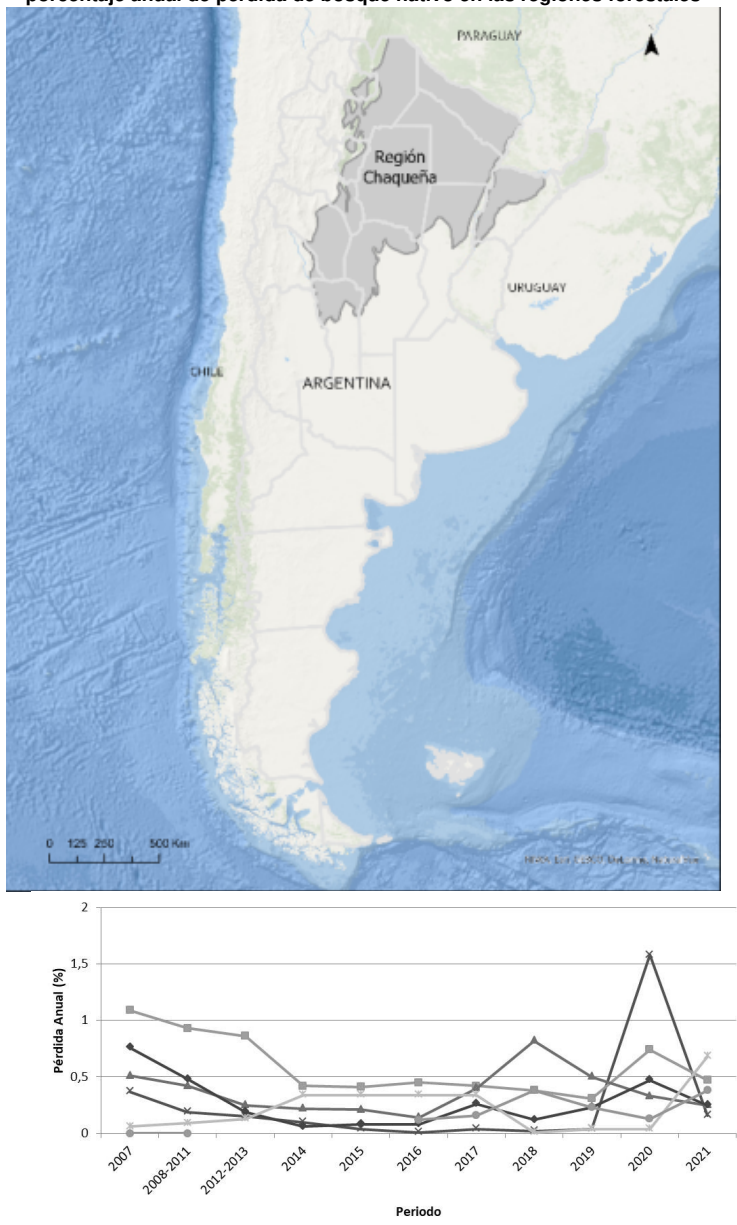 porcentaje anual de pérdida de bosque nativo en las regiones forestales
PARAGUAY
Región
Chaqueña
URUGUAY
CHILE
ARGENTINA
0 125 250 500 Km
2
1,5
1
0,5
0
Pérdida Anual (%)
2007
2008-2011
2012-2013
2014
2015
2016
2017
2018
2019
2020
2021
Periodo